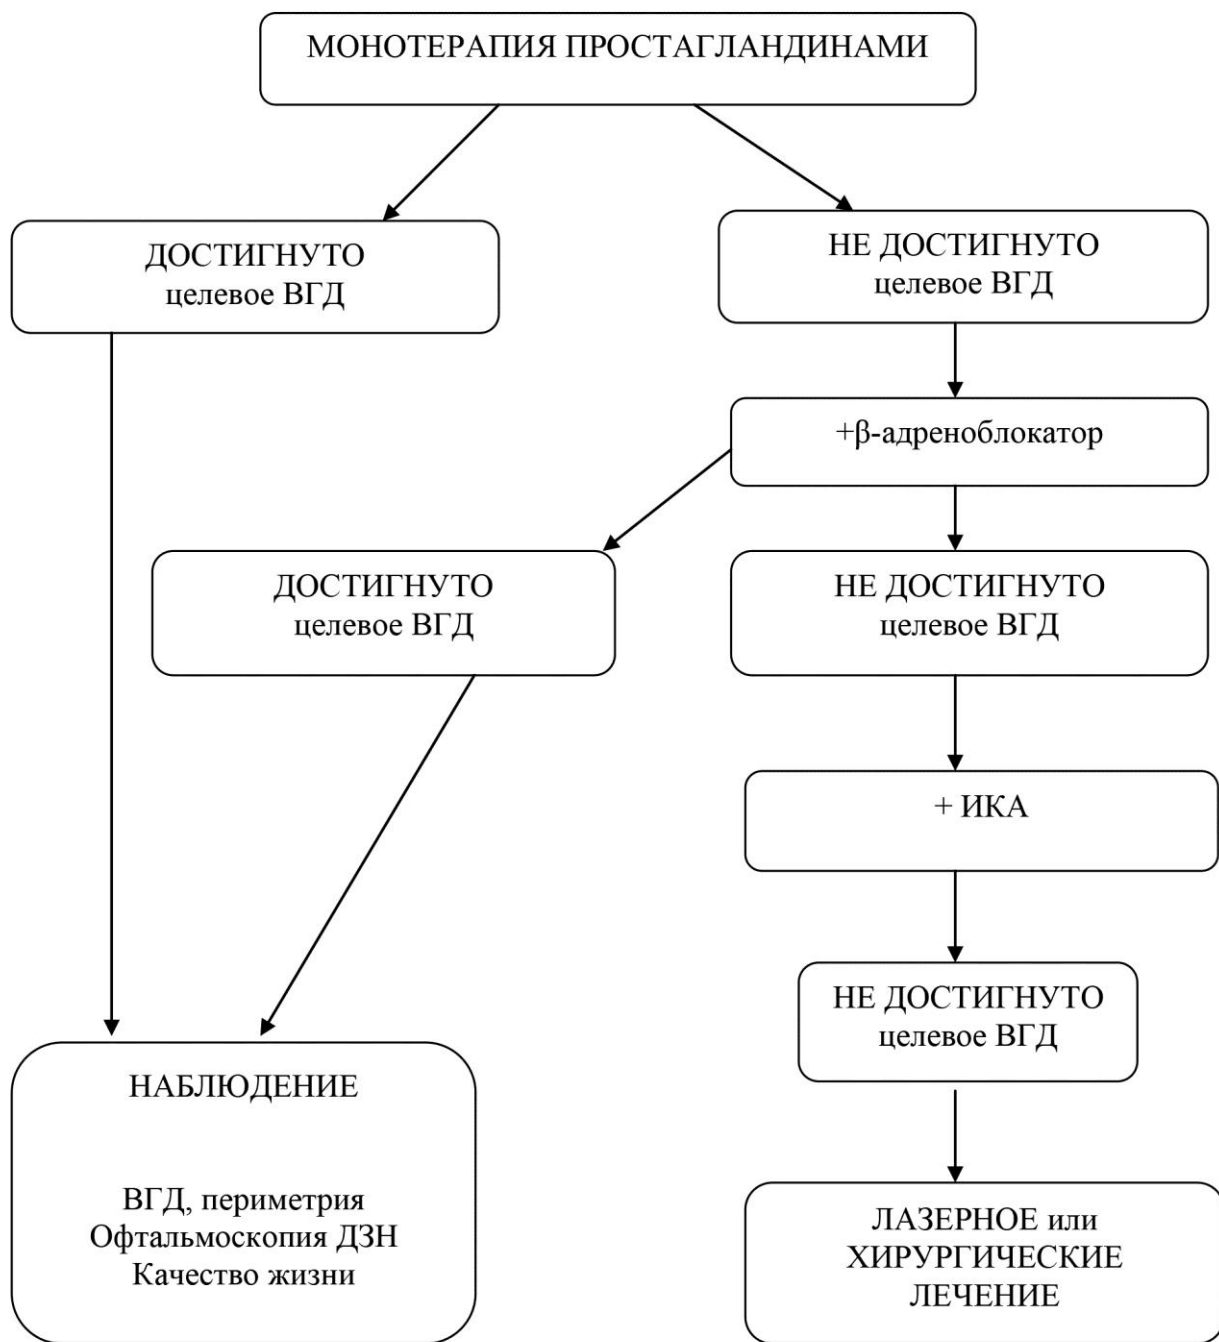 МОНОТЕРАПИЯ ПРОСТАГЛАНДИНАМИ
ДОСТИГНУТО
целевое ВГД
НЕ ДОСТИГНУТО
целевое ВГД
+β-адреноблокатор
ДОСТИГНУТО
целевое ВГД
НЕ ДОСТИГНУТО
целевое ВГД
+ ИКА
НЕ ДОСТИГНУТО
целевое ВГД
НАБЛЮДЕНИЕ
ВГД, периметрия
Офтальмоскопия ДЗН
Качество жизни
ЛАЗЕРНОЕ или
ХИРУРГИЧЕСКИЕ
ЛЕЧЕНИЕ